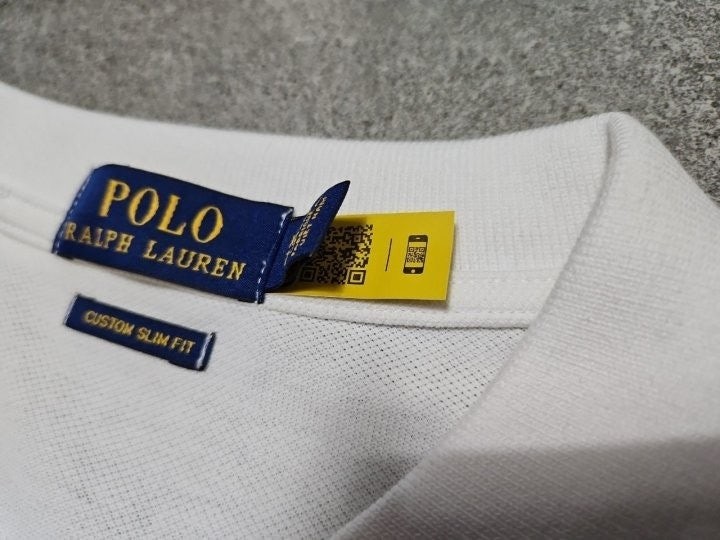 POLO
RALPH LAUREN
CUSTOM SLIM FIT